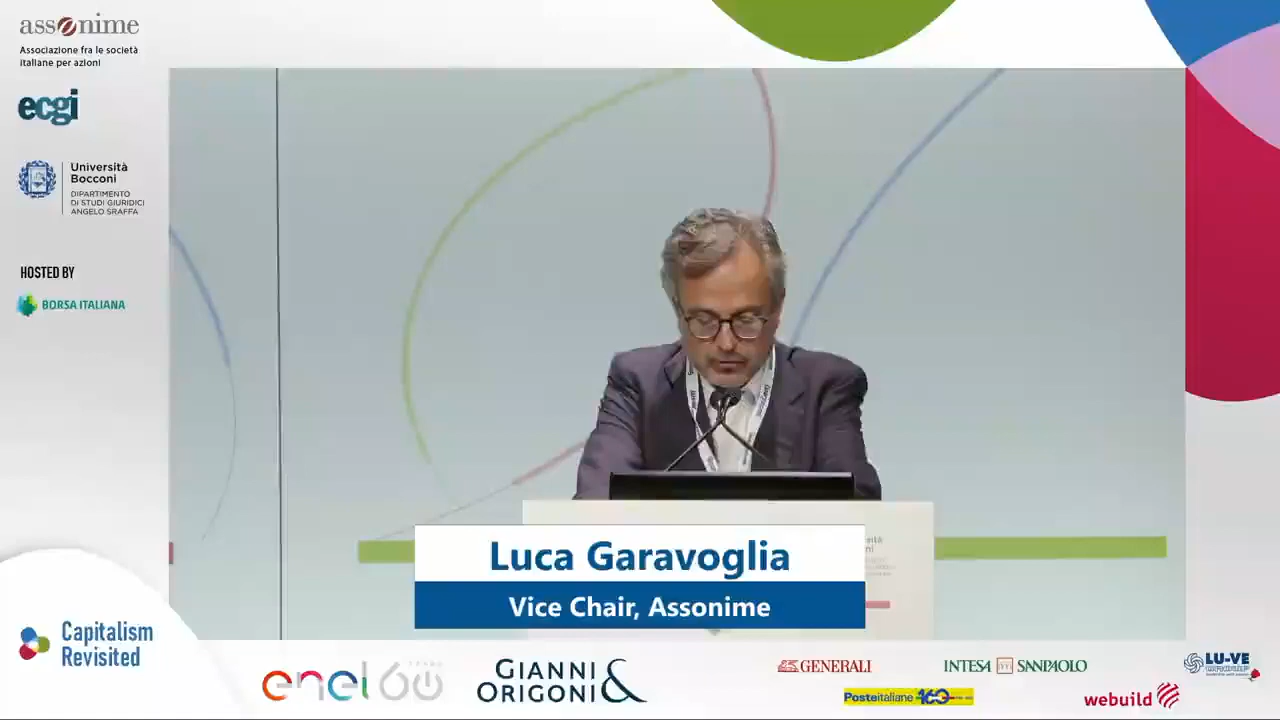 assonime
Associazione fra le società
italiane per azioni
ecgi
Università
Bocconi
DIPARTIMENTO
DI STUDI GIURIDICI
ANGELO SRAFFA
HOSTED BY
BORSA ITALIANA
Luca Garavoglia
Vice Chair, Assonime
Capitalism
Revisited
enel 60
GIANNI &
ORIGONI
GENERALI
INTESA SANPAOLO
LU-VE
Posteitaliane 160
webuild